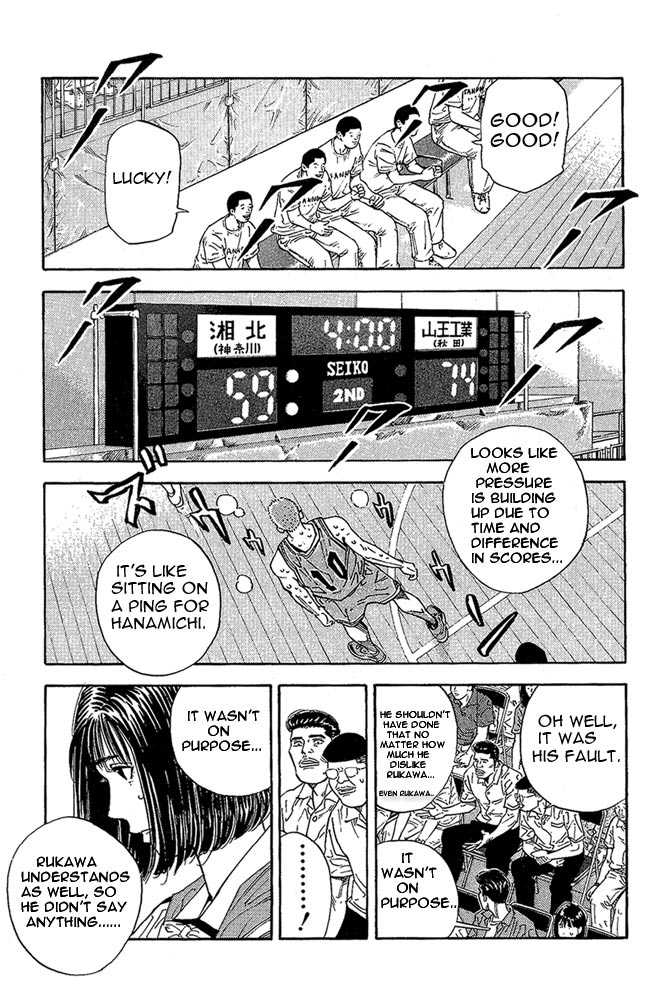 GOOD!
GOOD!
LUCKY!
湘北
(神奈川)
4:00
山王工業
(秋田)
59
SEIKO
2ND
74
LOOKS LIKE
MORE
PRESSURE
IS BUILDING
UP DUE TO
TIME AND
DIFFERENCE
IN SCORES...
IT'S LIKE
SITTING ON
A PING FOR
HANAMICHI.
10
OH WELL,
IT WAS
HIS FAULT.
HE SHOULDN'T
HAVE DONE
THAT NO
MATTER HOW
MUCH HE
DISLIKE
RUKAWA...
EVEN RUKAWA..
IT
WASN'T
ON
PURPOSE..
.......!
IT WASN'T
ON
PURPOSE...
RUKAWA
UNDERSTANDS
AS WELL, SO
HE DIDN'T SAY
ANYTHING......